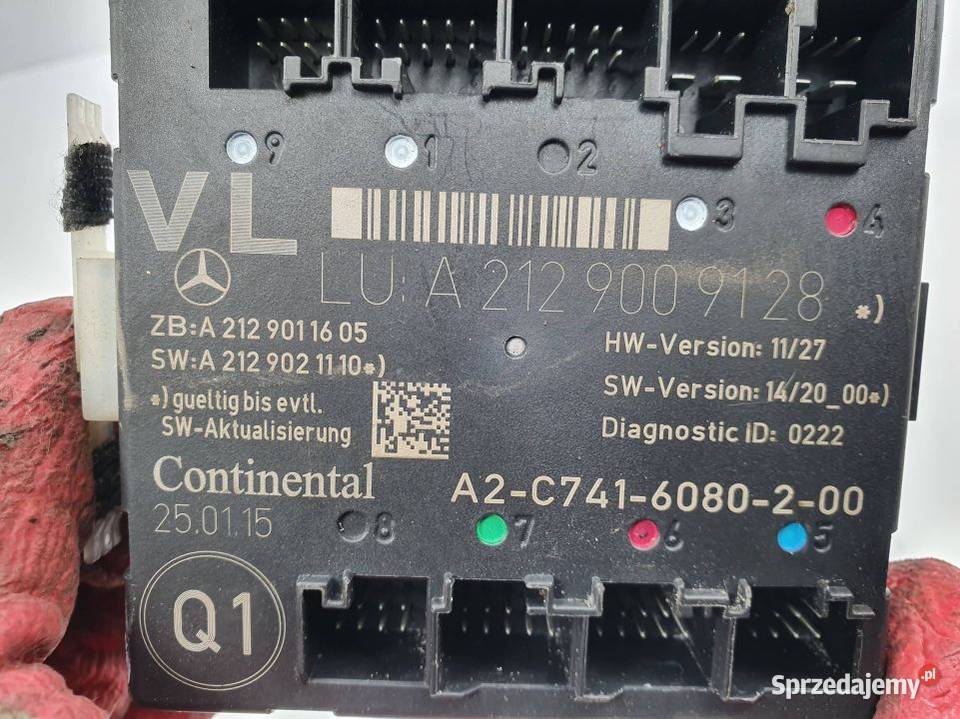 9 1 2
3 4
VL
LU: A 212 900 91 28 *)
ZB:A 212 901 16 05
SW:A 212 902 11 10*)
*) gueltig bis evtl.
SW-Aktualisierung
HW-Version: 11/27
SW-Version: 14/20_00*)
Diagnostic ID: 0222
Continental
A2-C741-6080-2-00
25.01.15
8 7 6 5
Q1
Sprzedajemy.pl